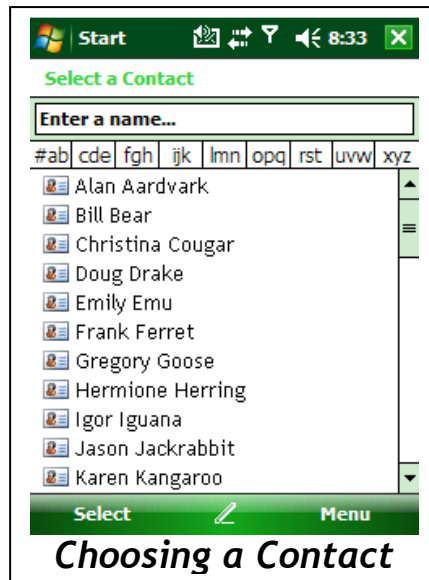 Start 8:33
Select a Contact
Enter a name...
#ab cde fgh ijk lmn opq rst uvw xyz
Alan Aardvark
Bill Bear
Christina Cougar
Doug Drake
Emily Emu
Frank Ferret
Gregory Goose
Hermione Herring
Igor Iguana
Jason Jackrabbit
Karen Kangaroo
Select Menu
Choosing a Contact